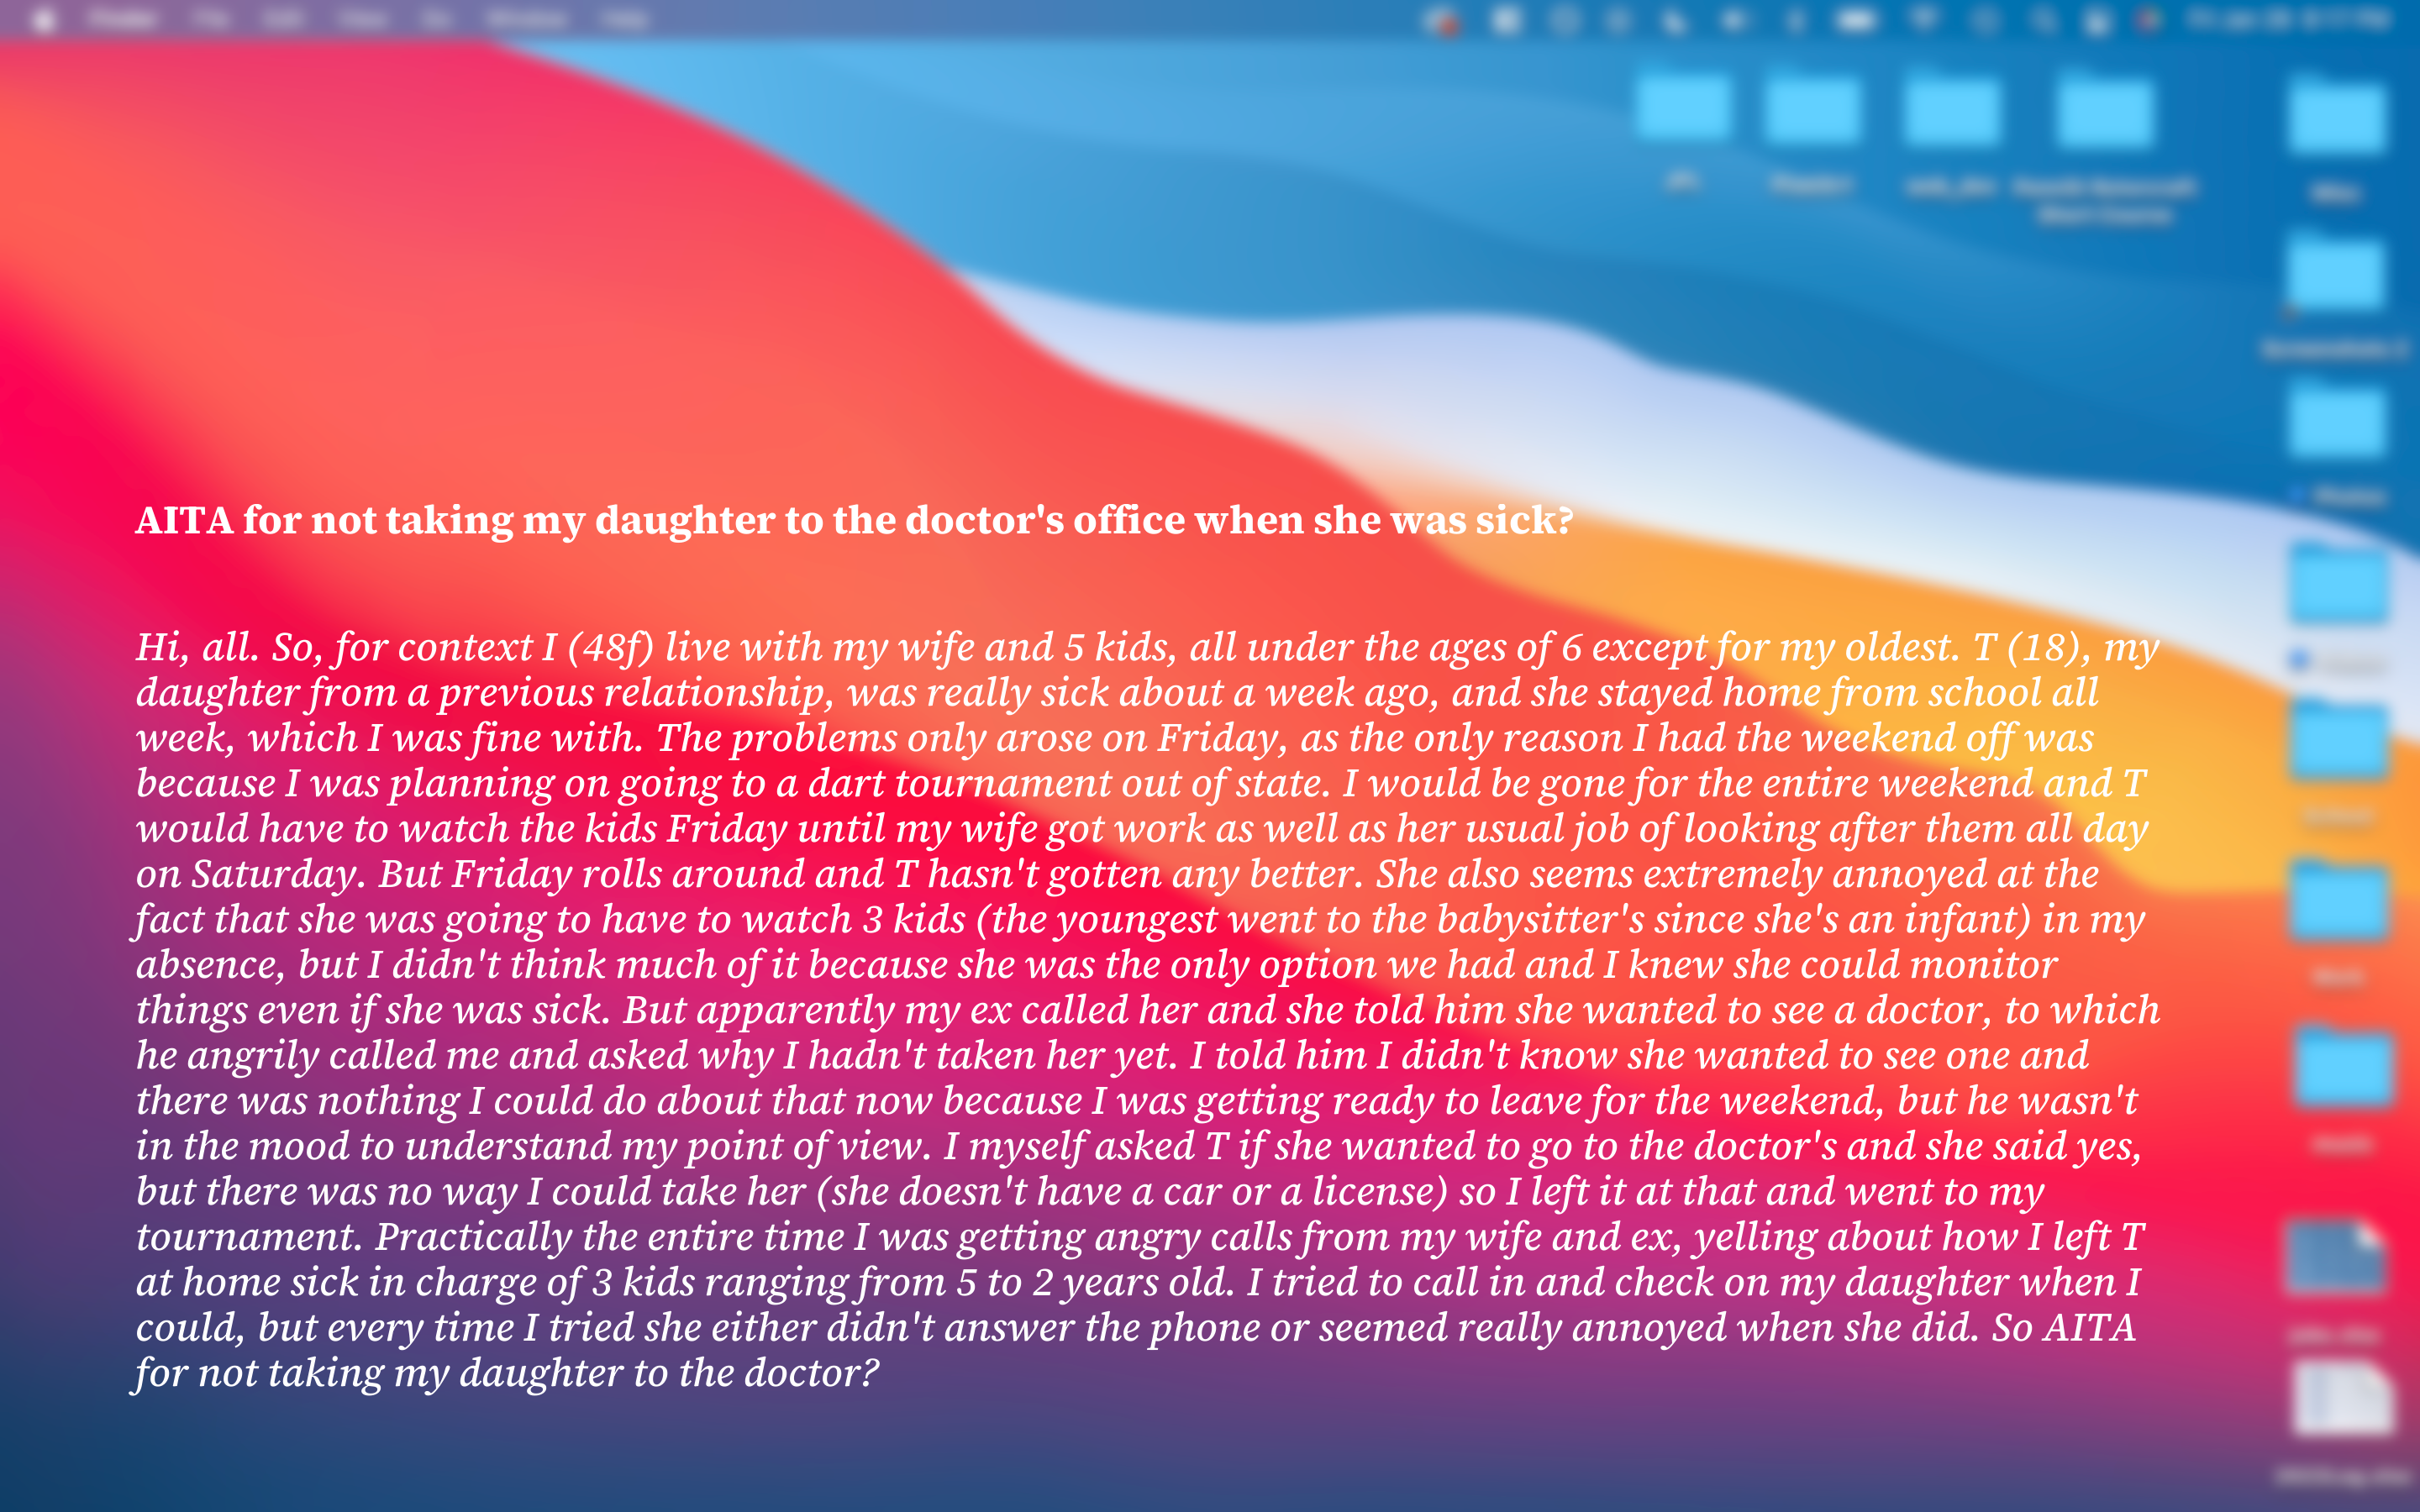 AITA for not taking my daughter to the doctor's office when she was sick?
Hi, all. So, for context I (48f) live with my wife and 5 kids, all under the ages of 6 except for my oldest. T (18), my
daughter from a previous relationship, was really sick about a week ago, and she stayed home from school all
week, which I was fine with. The problems only arose on Friday, as the only reason I had the weekend off was
because I was planning on going to a dart tournament out of state. I would be gone for the entire weekend and T
would have to watch the kids Friday until my wife got work as well as her usual job of looking after them all day
on Saturday. But Friday rolls around and T hasn't gotten any better. She also seems extremely annoyed at the
fact that she was going to have to watch 3 kids (the youngest went to the babysitter's since she's an infant) in my
absence, but I didn't think much of it because she was the only option we had and I knew she could monitor
things even if she was sick. But apparently my ex called her and she told him she wanted to see a doctor, to which
he angrily called me and asked why I hadn't taken her yet. I told him I didn't know she wanted to see one and
there was nothing I could do about that now because I was getting ready to leave for the weekend, but he wasn't
in the mood to understand my point of view. I myself asked T if she wanted to go to the doctor's and she said yes,
but there was no way I could take her (she doesn't have a car or a license) so I left it at that and went to my
tournament. Practically the entire time I was getting angry calls from my wife and ex, yelling about how I left T
at home sick in charge of 3 kids ranging from 5 to 2 years old. I tried to call in and check on my daughter when I
could, but every time I tried she either didn't answer the phone or seemed really annoyed when she did. So AITA
for not taking my daughter to the doctor?